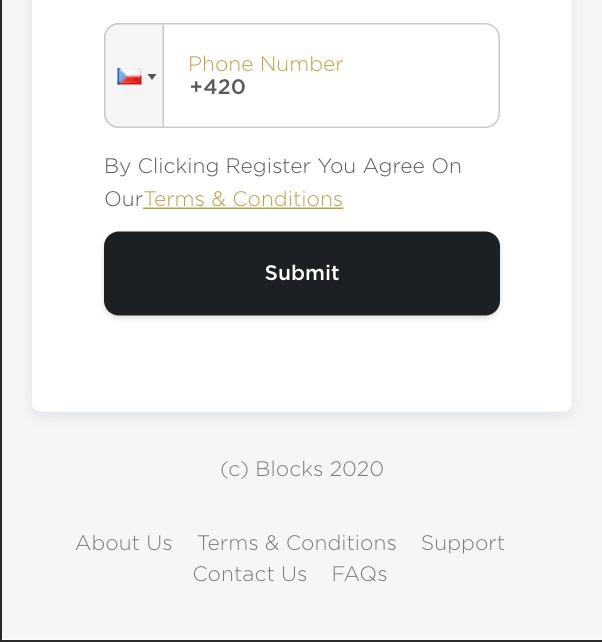 Phone Number
+420
By Clicking Register You Agree On
OurTerms & Conditions
Submit
(c) Blocks 2020
About Us Terms & Conditions Support
Contact Us FAQs